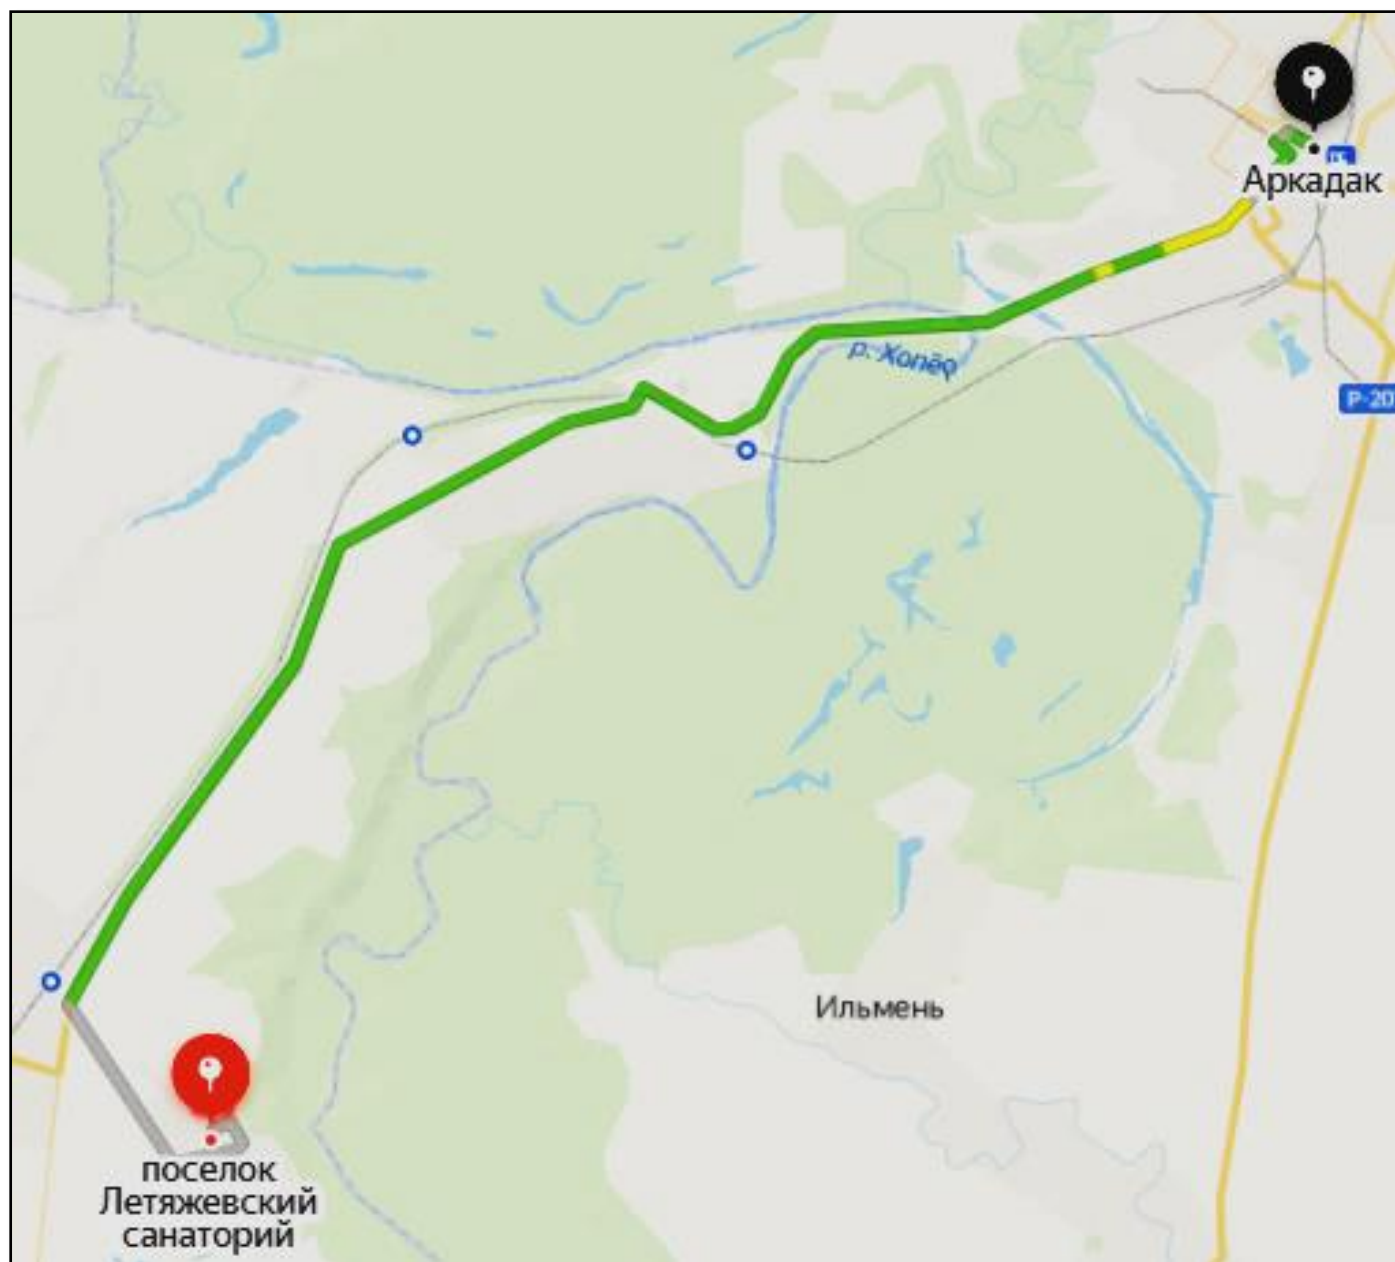 Аркадак
р. Хопёр
Р-20
Ильмень
поселок
Летяжевский
санаторий